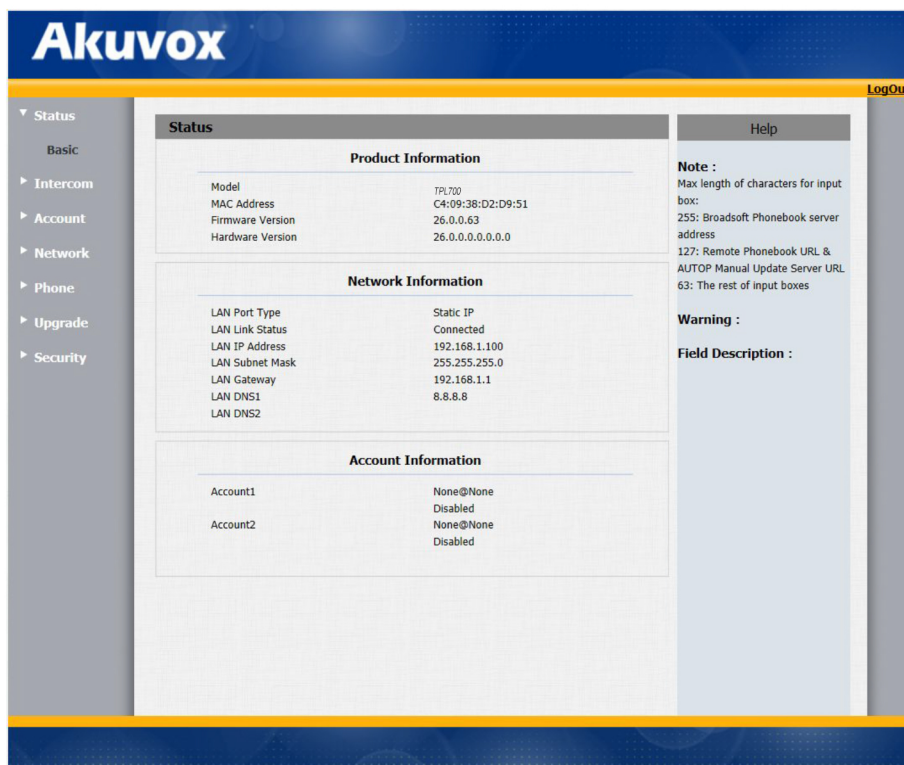 Akuvox
LogOu
Status
Basic
Intercom
Account
Network
Phone
Upgrade
Security
Status
Product Information
Model TPL700
MAC Address C4:09:38:D2:D9:51
Firmware Version 26.0.0.63
Hardware Version 26.0.0.0.0.0.0.0
Network Information
LAN Port Type Static IP
LAN Link Status Connected
LAN IP Address 192.168.1.100
LAN Subnet Mask 255.255.255.0
LAN Gateway 192.168.1.1
LAN DNS1 8.8.8.8
LAN DNS2
Account Information
Account1 None@None
Disabled
Account2 None@None
Disabled
Help
Note :
Max length of characters for input
box:
255: Broadsoft Phonebook server
address
127: Remote Phonebook URL &
AUTOP Manual Update Server URL
63: The rest of input boxes
Warning :
Field Description :